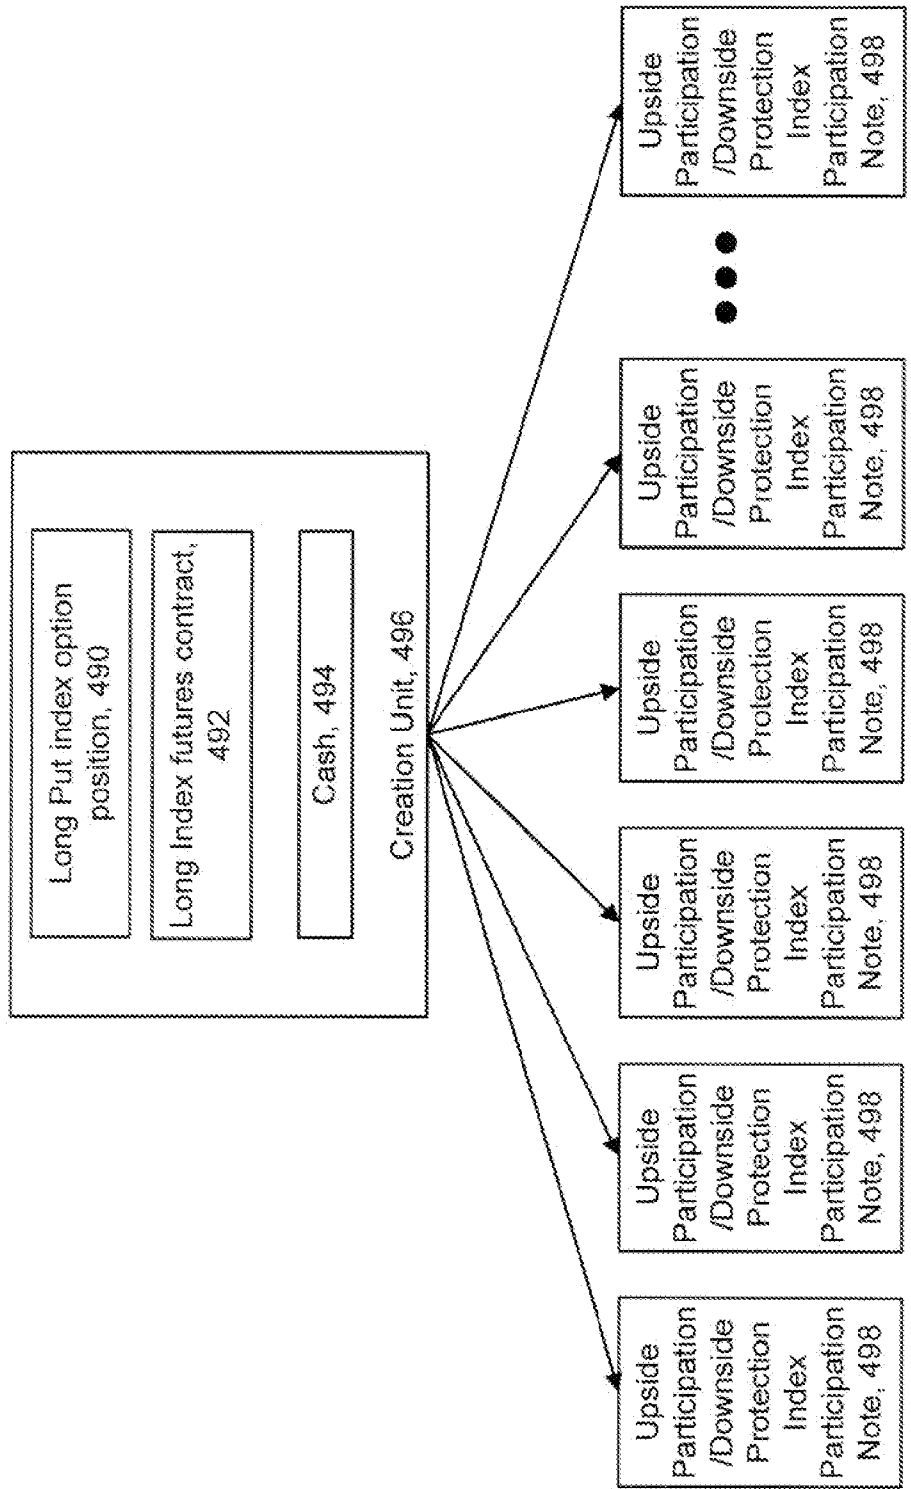 Long Put index option
position, 490
Long Index futures contract,
492
Cash, 494
Creation Unit, 496
Upside
Participation
/Downside
Protection
Index
Participation
Note, 498
Upside
Participation
/Downside
Protection
Index
Participation
Note, 498
Upside
Participation
/Downside
Protection
Index
Participation
Note, 498
Upside
Participation
/Downside
Protection
Index
Participation
Note, 498
Upside
Participation
/Downside
Protection
Index
Participation
Note, 498
Upside
Participation
/Downside
Protection
Index
Participation
Note, 498